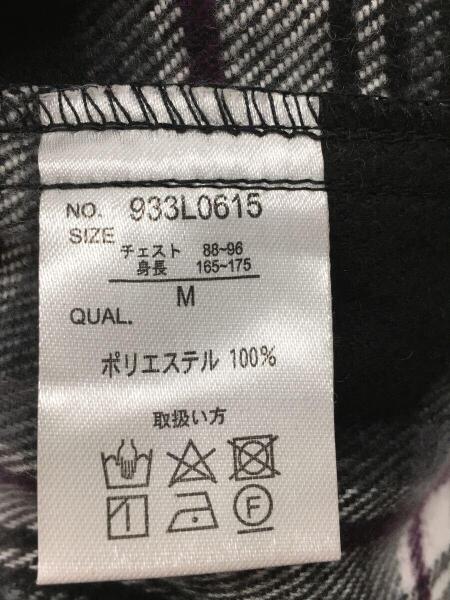 NO. 933L0615
SIZE
チェスト 88~96
身長 165~175
M
QUAL.
ポリエステル 100%
取扱い方
F